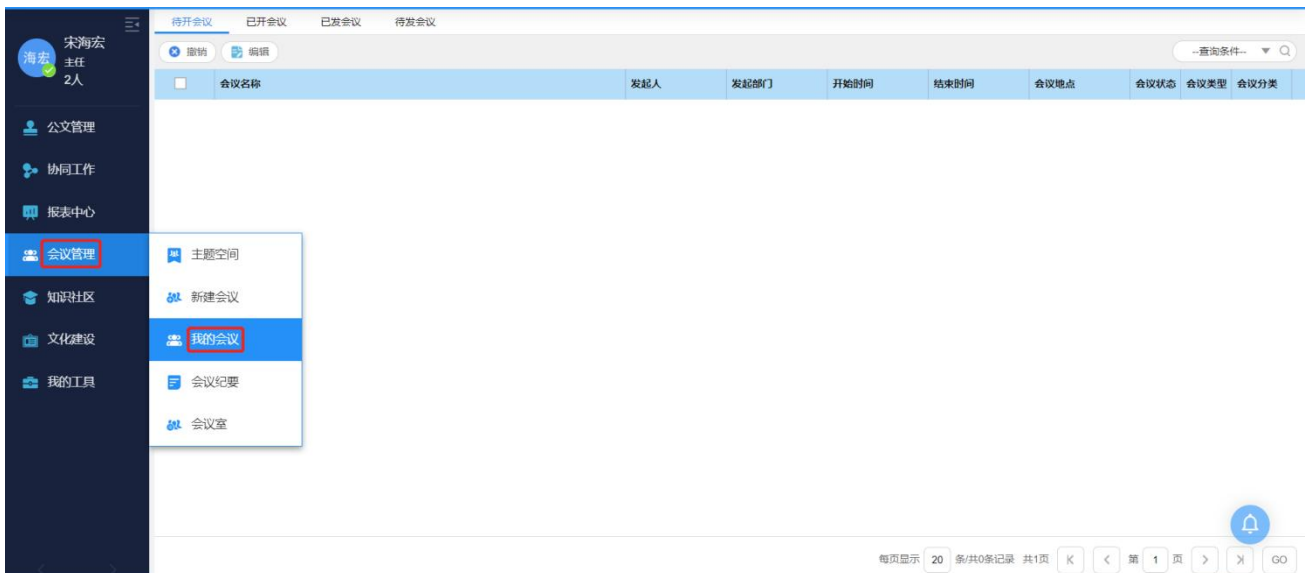 海宏
宋海宏
主任
2人
公文管理
协同工作
报表中心
会议管理
知识社区
文化建设
我的工具
待开会议 已开会议 已发会议 待发会议
撤销 编辑 --查询条件--
会议名称 发起人 发起部门 开始时间 结束时间 会议地点 会议状态 会议类型 会议分类
主题空间
新建会议
我的会议
会议纪要
会议室
每页显示 20 条/共0条记录 共1页 第 1 页 GO